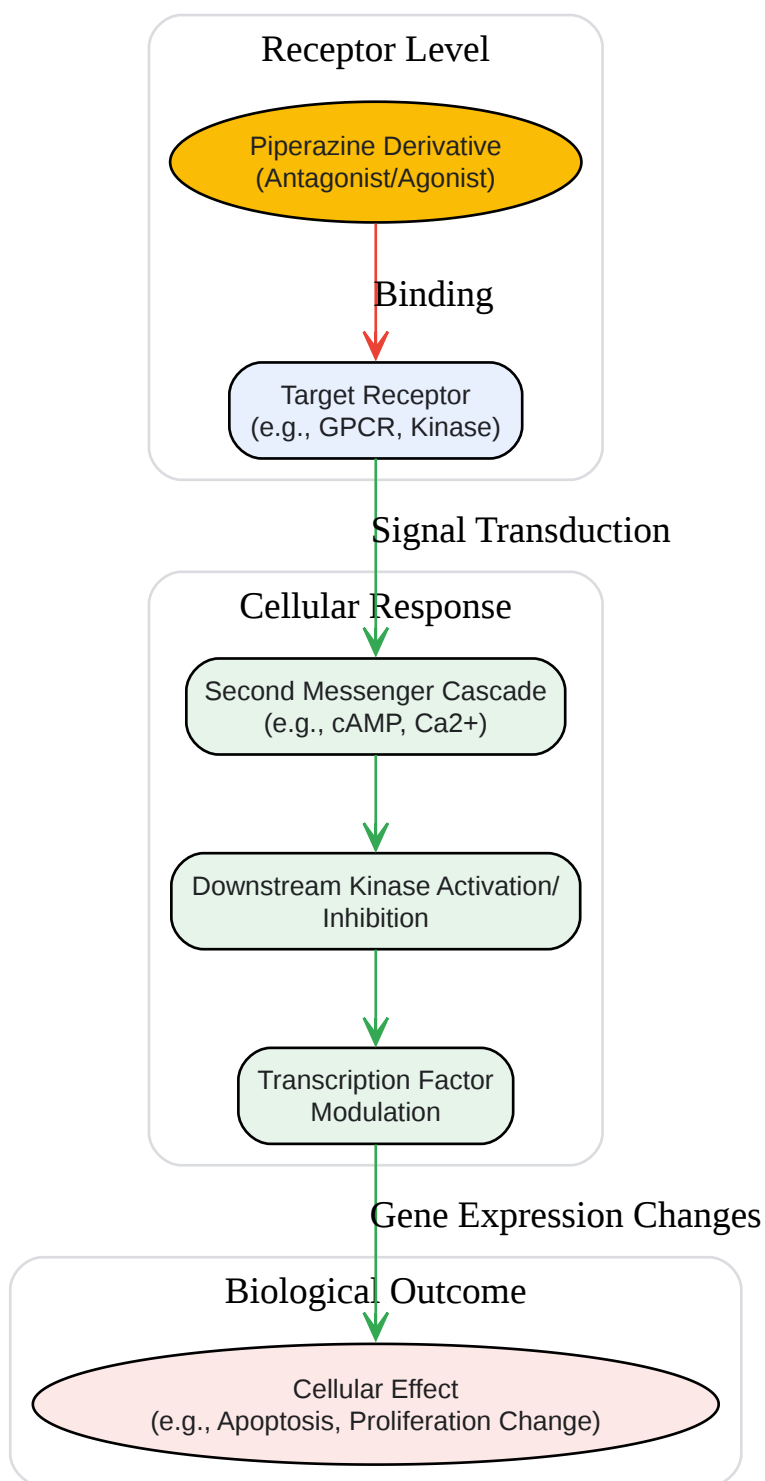 Receptor Level
Piperazine Derivative
(Antagonist/Agonist)
Binding
Target Receptor
(e.g., GPCR, Kinase)
Signal Transduction
Cellular Response
Second Messenger Cascade
(e.g., cAMP, Ca2+)
Downstream Kinase Activation/
Inhibition
Transcription Factor
Modulation
Gene Expression Changes
Biological Outcome
Cellular Effect
(e.g., Apoptosis, Proliferation Change)